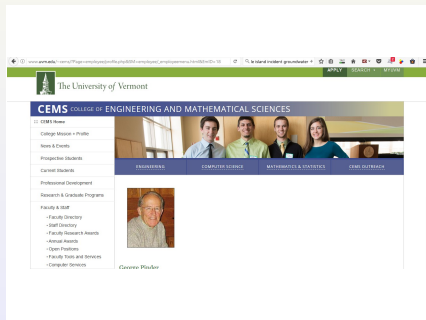 APPLY SEARCH MYUVM
The University of Vermont
CEMS COLLEGE OF ENGINEERING AND MATHEMATICAL SCIENCES
CEMS Home
College Mission + Profile
News & Events
Prospective Students
Current Students
Professional Development
Research & Graduate Programs
Faculty & Staff
• Faculty Directory
• Staff Directory
• Faculty Research Awards
• Annual Awards
• Open Positions
• Faculty Tools and Services
• Computer Services
ENGINEERING COMPUTER SCIENCE MATHEMATICS & STATISTICS CEMS OUTREACH
George Pinder